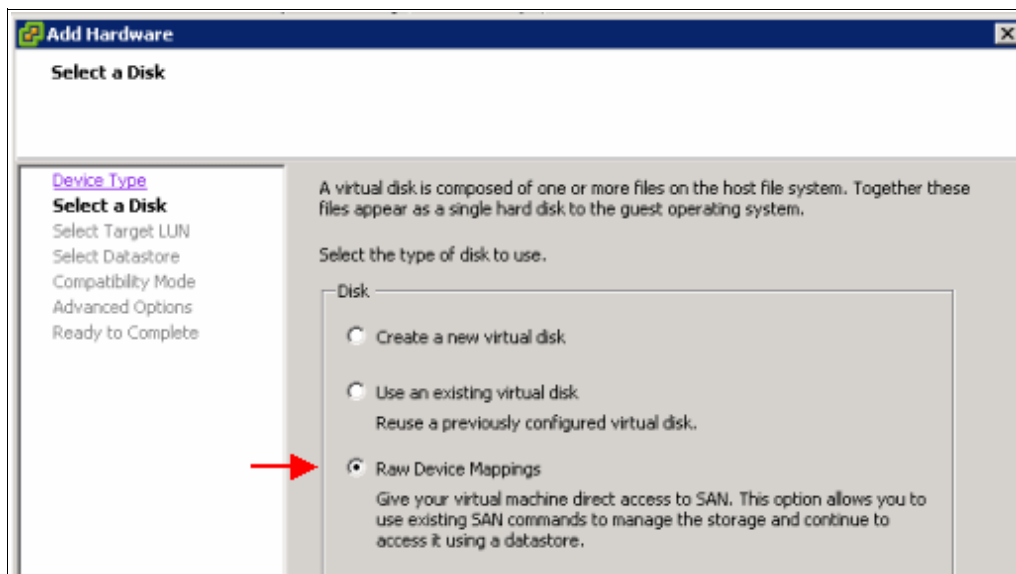 Add Hardware
Select a Disk
Device Type
Select a Disk
Select Target LUN
Select Datastore
Compatibility Mode
Advanced Options
Ready to Complete
A virtual disk is composed of one or more files on the host file system. Together these
files appear as a single hard disk to the guest operating system.
Select the type of disk to use.
Disk
Create a new virtual disk
Use an existing virtual disk
Reuse a previously configured virtual disk.
Raw Device Mappings
Give your virtual machine direct access to SAN. This option allows you to
use existing SAN commands to manage the storage and continue to
access it using a datastore.